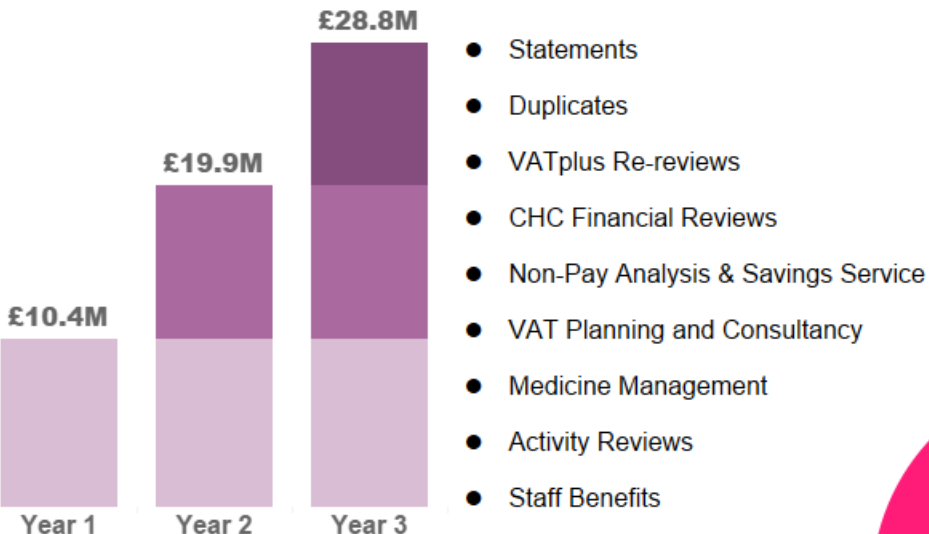 £28.8M
£19.9M
£10.4M
Year 1
Year 2
Year 3
● Statements
● Duplicates
● VATplus Re-reviews
● CHC Financial Reviews
● Non-Pay Analysis & Savings Service
● VAT Planning and Consultancy
● Medicine Management
● Activity Reviews
● Staff Benefits